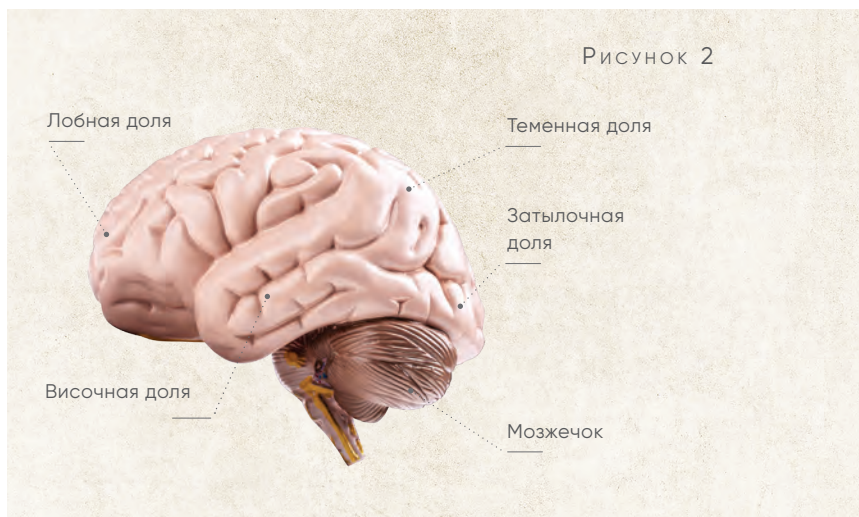 Рисунок 2
Лобная доля
Теменная доля
Затылочная
доля
Височная доля
Мозжечок